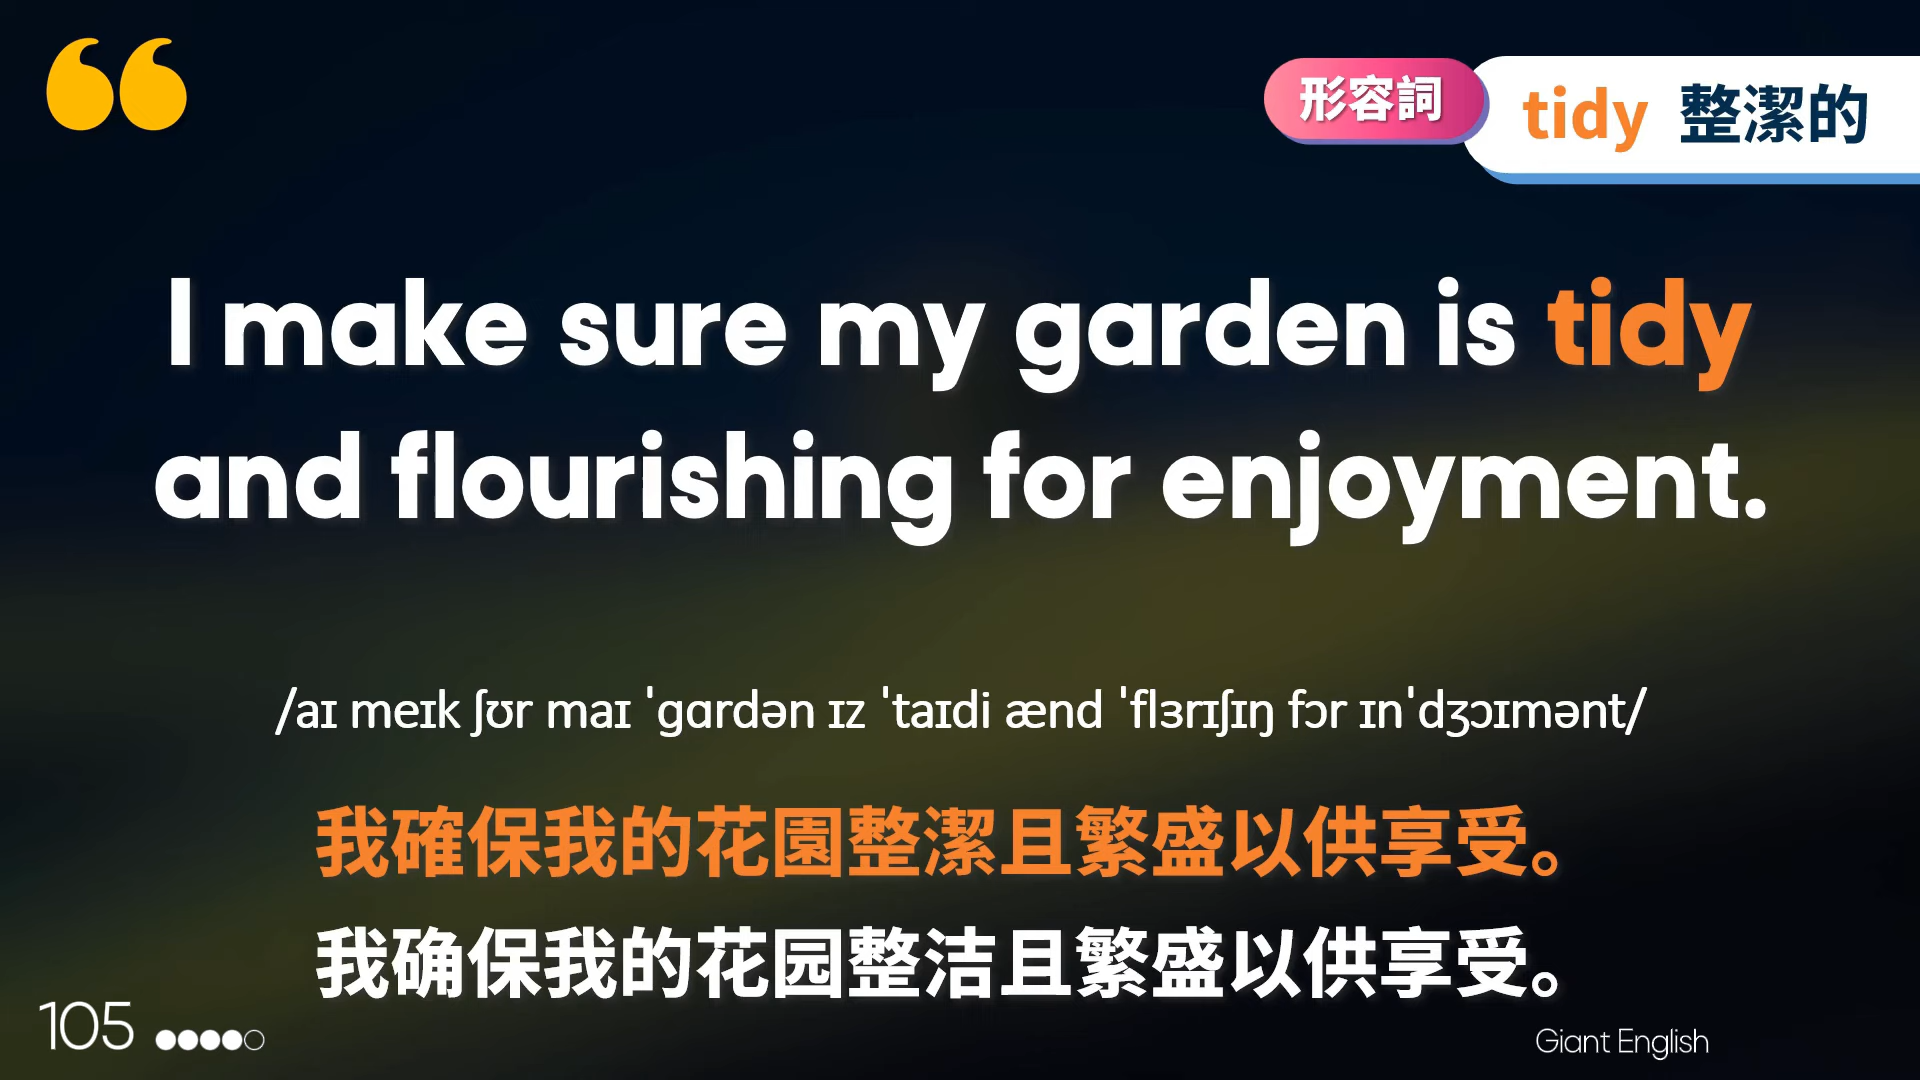 形容詞
tidy 整潔的
I make sure my garden is tidy
and flourishing for enjoyment.
/aɪ meɪk ʃʊr maɪ ˈɡɑrdən ɪz ˈtaɪdi ænd ˈflɜrɪʃɪŋ fɔr ɪnˈdʒɔɪmənt/
我確保我的花園整潔且繁盛以供享受。
我确保我的花园整洁且繁盛以供享受。
105
Giant English